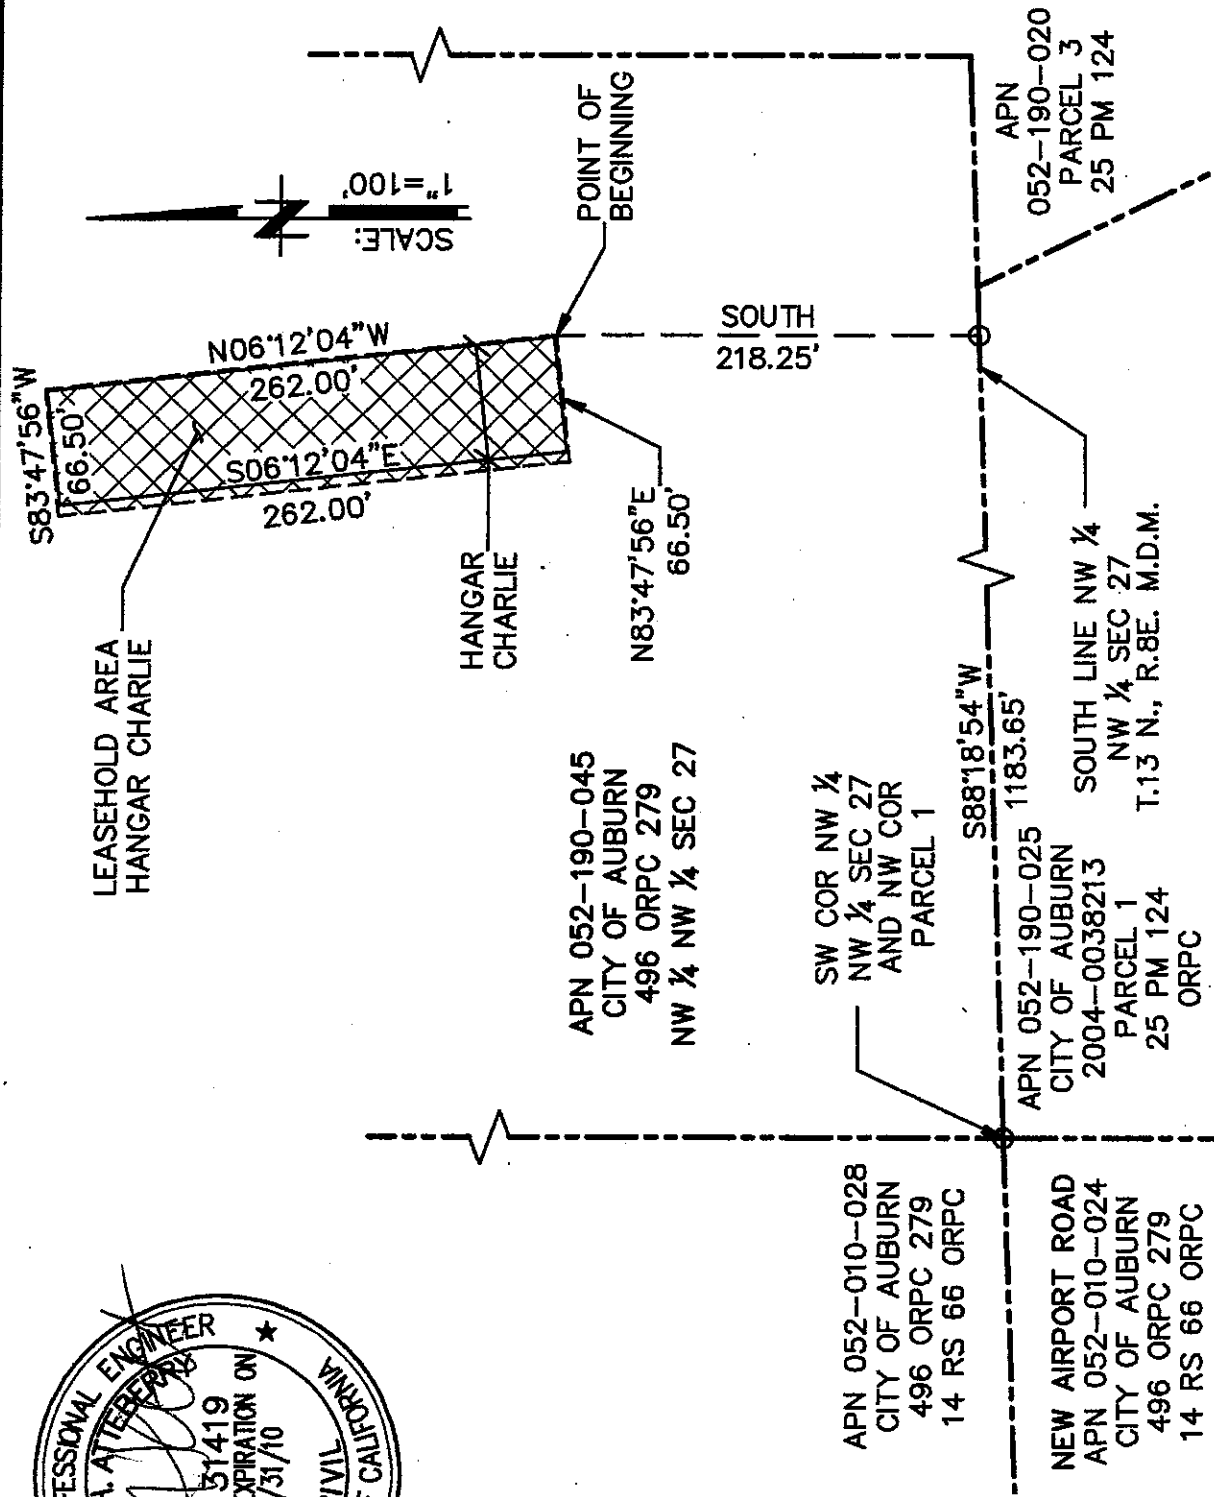 S83°47'56"W
66.50'
N06°12'04"W
262.00'
S06°12'04"E
262.00'
SCALE:
1"=100'
LEASEHOLD AREA
HANGAR CHARLIE
POINT OF
BEGINNING
HANGAR
CHARLIE
N83°47'56"E
66.50'
SOUTH
218.25'
APN
052-190-020
PARCEL 3
25 PM 124
APN 052-190-045
CITY OF AUBURN
496 ORPC 279
NW ¼ NW ¼ SEC 27
SW COR NW ¼
NW ¼ SEC 27
AND NW COR
PARCEL 1
S88°18'54"W
1183.65'
SOUTH LINE NW ¼
NW ¼ SEC 27
T.13 N., R.8E. M.D.M.
APN 052-190-025
CITY OF AUBURN
2004-0038213
PARCEL 1
25 PM 124
ORPC
APN 052-010-028
CITY OF AUBURN
496 ORPC 279
14 RS 66 ORPC
NEW AIRPORT ROAD
APN 052-010-024
CITY OF AUBURN
496 ORPC 279
14 RS 66 ORPC
FESSIONAL ENGINEER
A. ATTEBERRY
31419
EXPIRATION ON
/31/10
IVIL
CALIFORNIA